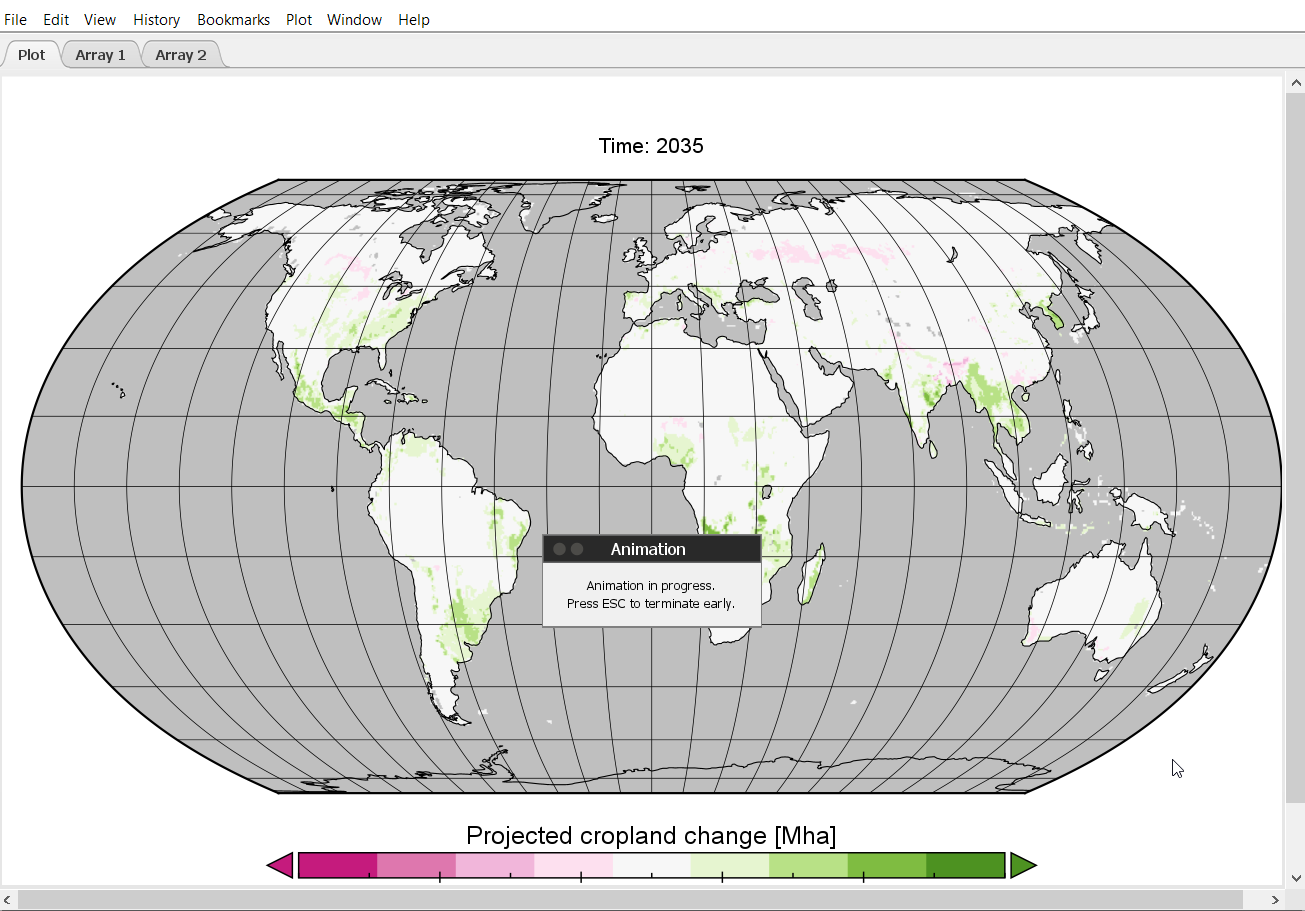 File Edit View History Bookmarks Plot Window Help
Plot Array 1 Array 2
Time: 2035
Animation
Animation in progress.
Press ESC to terminate early.
Projected cropland change [Mha]